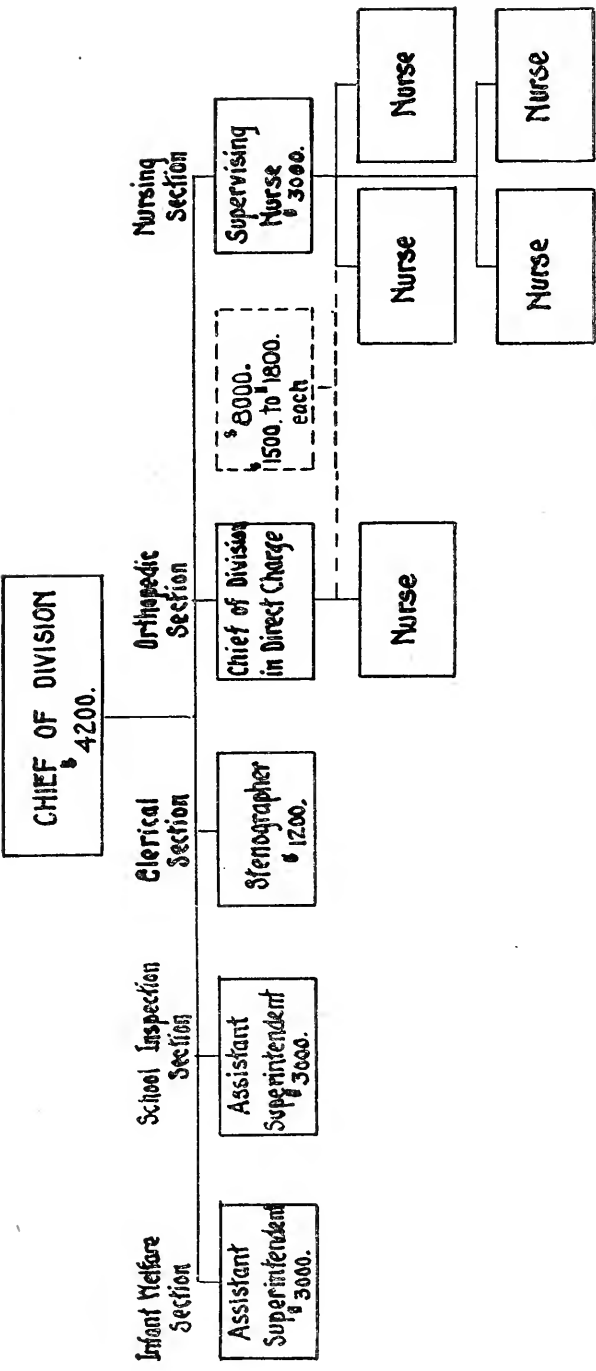 CHIEF OF DIVISION
$ 4200.
Infant Welfare
Section
School Inspection
Section
Clerical
Section
Orthopedic
Section
Nursing
Section
Assistant
Superintendent
$ 3000.
Assistant
Superintendent
$ 3000.
Stenographer
$ 1200.
Chief of Division
in Direct Charge
$ 8000.
$ 1500. to $ 1800.
each
Supervising
Nurse
$ 3000.
Nurse
Nurse
Nurse
Nurse
Nurse